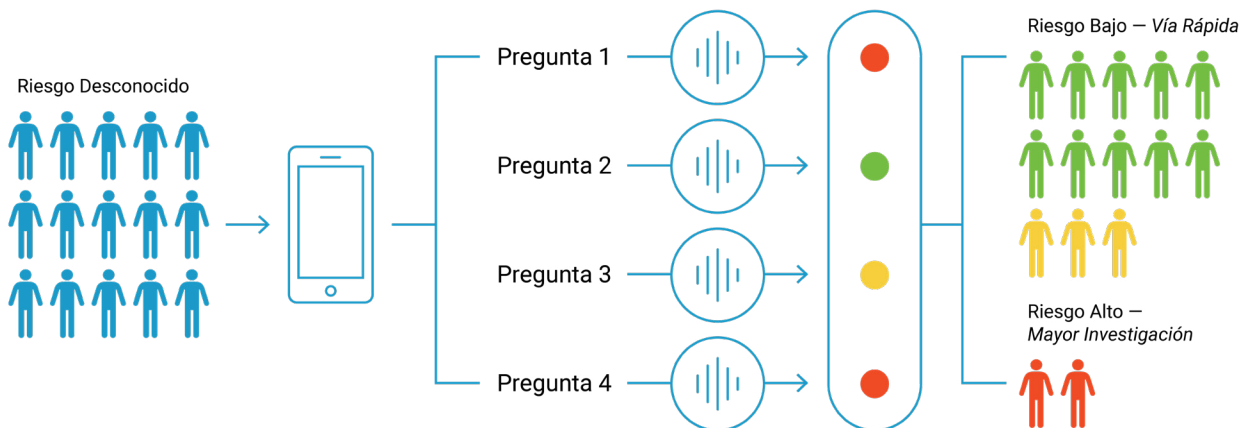 Riesgo Desconocido
Pregunta 1
Pregunta 2
Pregunta 3
Pregunta 4
Riesgo Bajo — Vía Rápida
Riesgo Alto —
Mayor Investigación